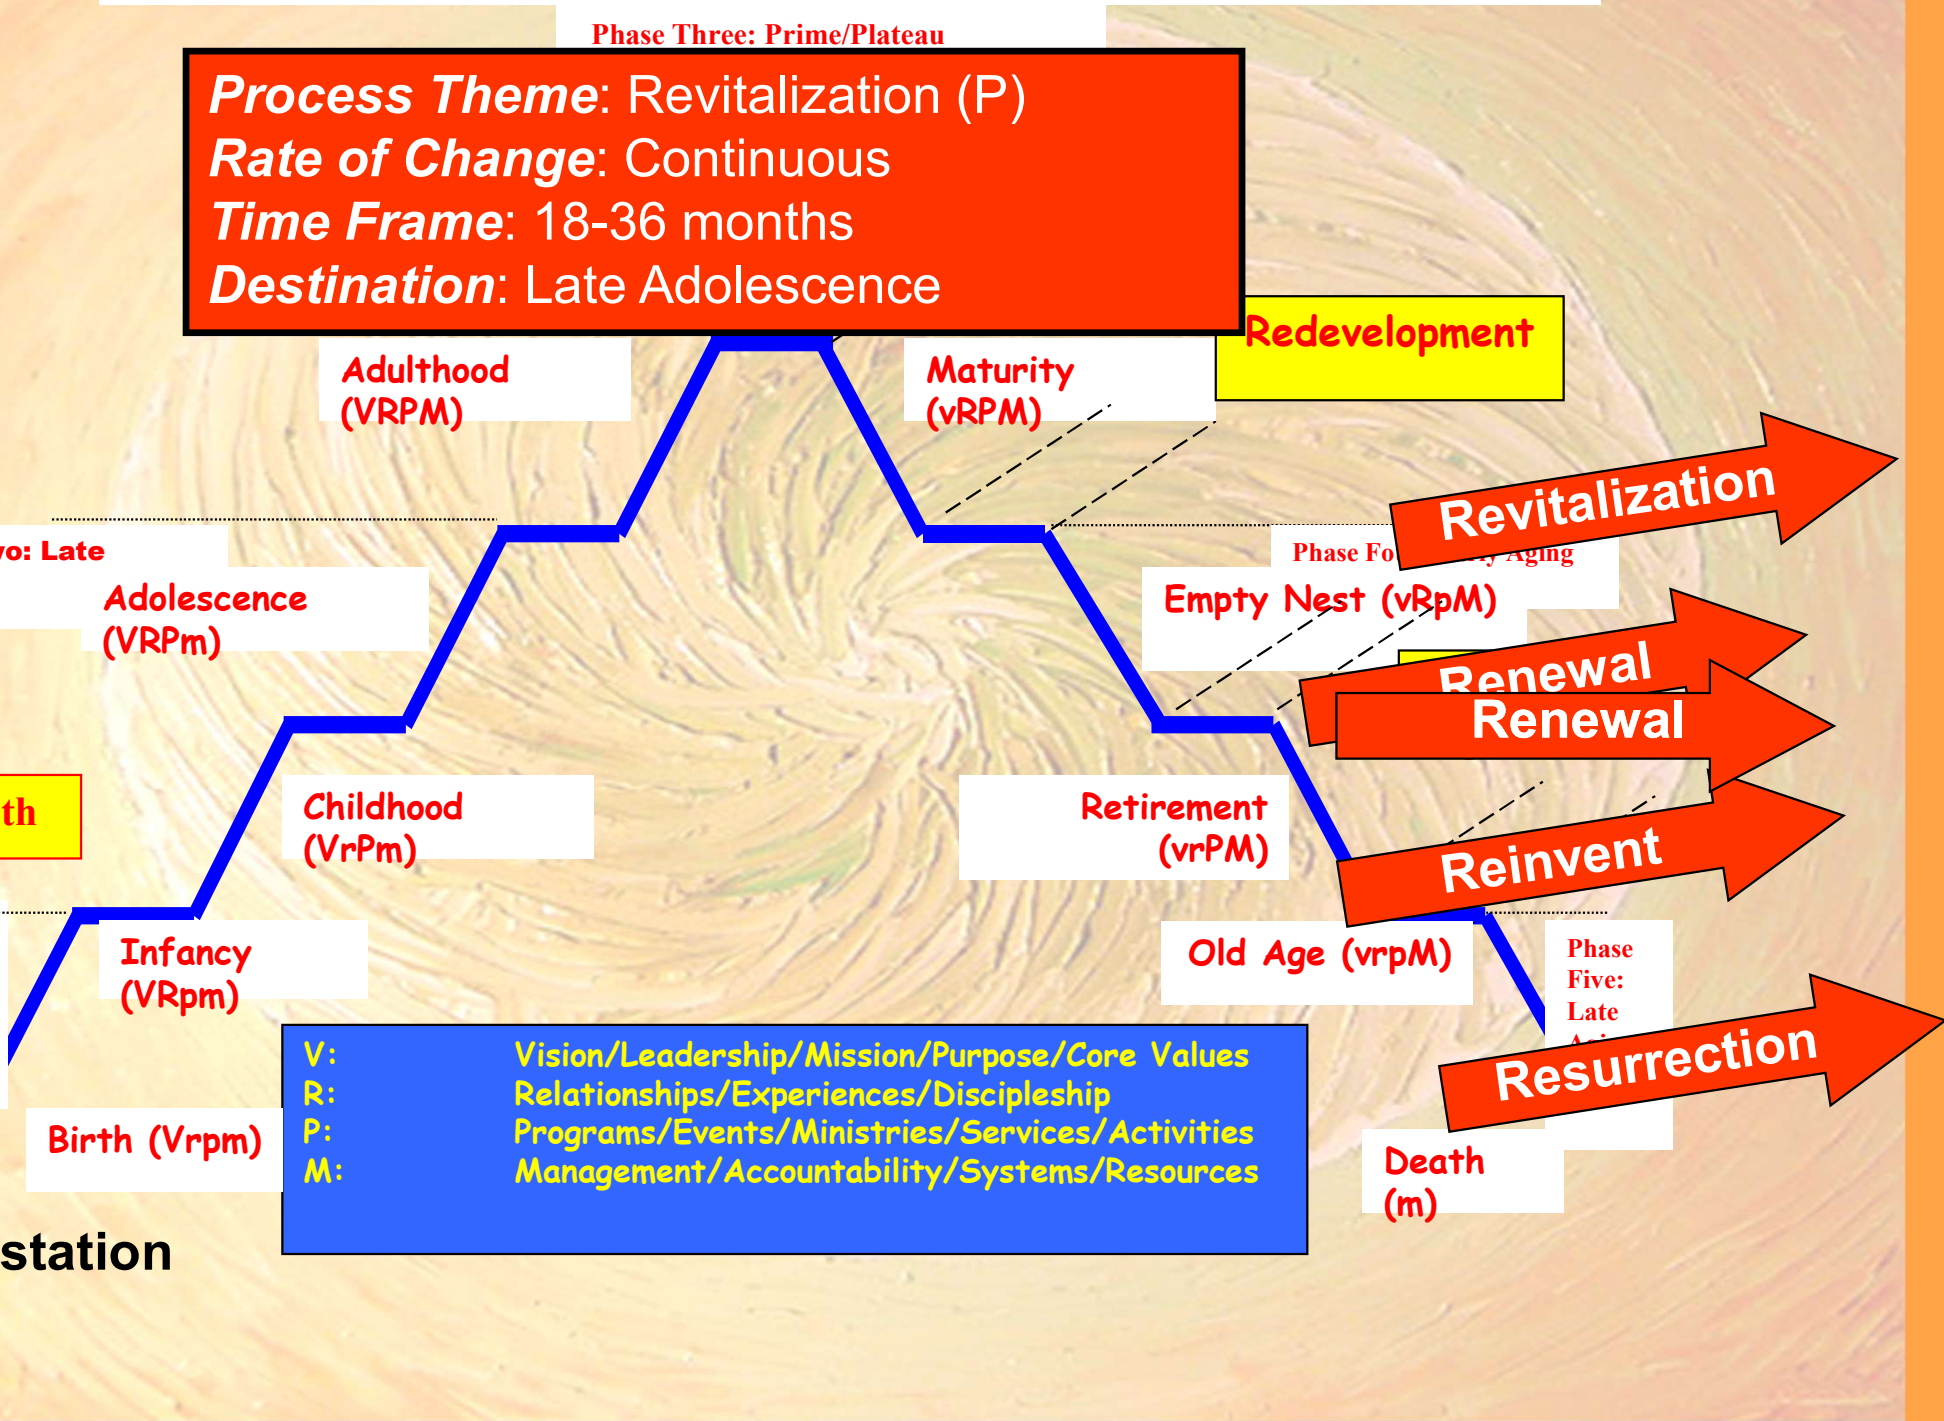 Phase Three: Prime/Plateau
Process Theme: Revitalization (P)
Rate of Change: Continuous
Time Frame: 18-36 months
Destination: Late Adolescence
Redevelopment
Adulthood
(VRPM)
Maturity
(vRPM)
Revitalization
Late
Adolescence
(VRPm)
Phase
Aging
Empty Nest (vRpM)
Renewal
Renewal
th
Childhood
(VrPm)
Retirement
(vrPM)
Reinvent
Infancy
(VRpm)
Old Age (vrpM)
Phase
Five:
Late
Resurrection
V: Vision/Leadership/Mission/Purpose/Core Values
R: Relationships/Experiences/Discipleship
P: Programs/Events/Ministries/Services/Activities
M: Management/Accountability/Systems/Resources
Birth (Vrpm)
Death
(m)
station